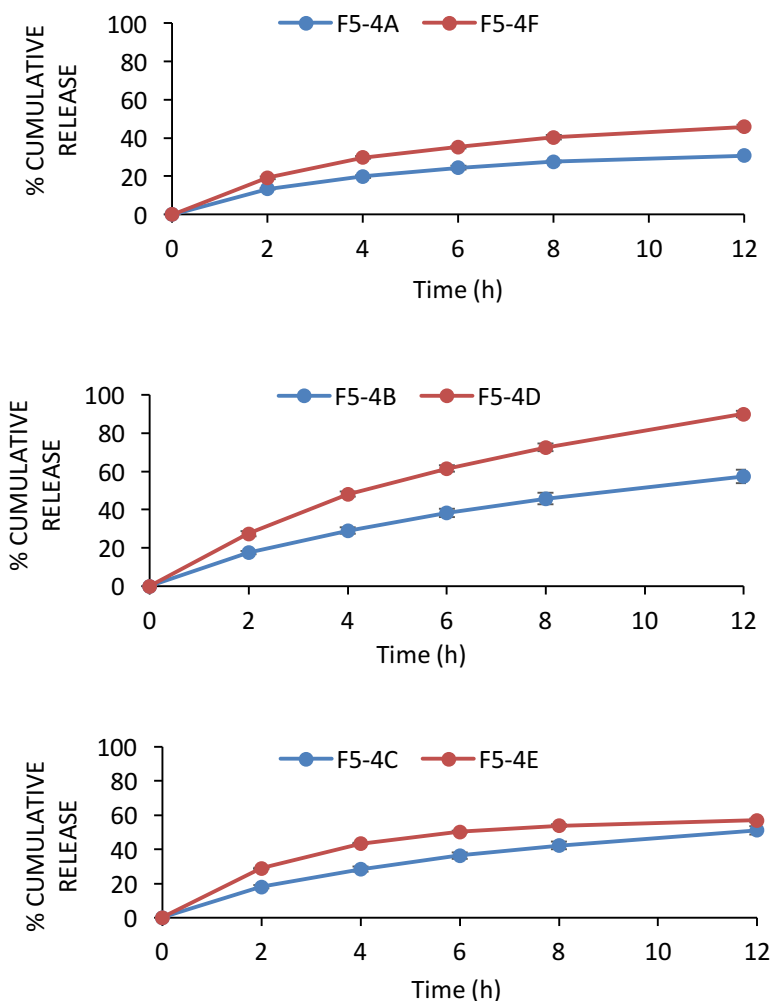 F5-4A F5-4F
100
80
60
40
20
0
% CUMULATIVE
RELEASE
0 2 4 6 8 10 12
Time (h)
F5-4B F5-4D
100
80
60
40
20
0
% CUMULATIVE
RELEASE
0 2 4 6 8 10 12
Time (h)
F5-4C F5-4E
100
80
60
40
20
0
% CUMULATIVE
RELEASE
0 2 4 6 8 10 12
Time (h)